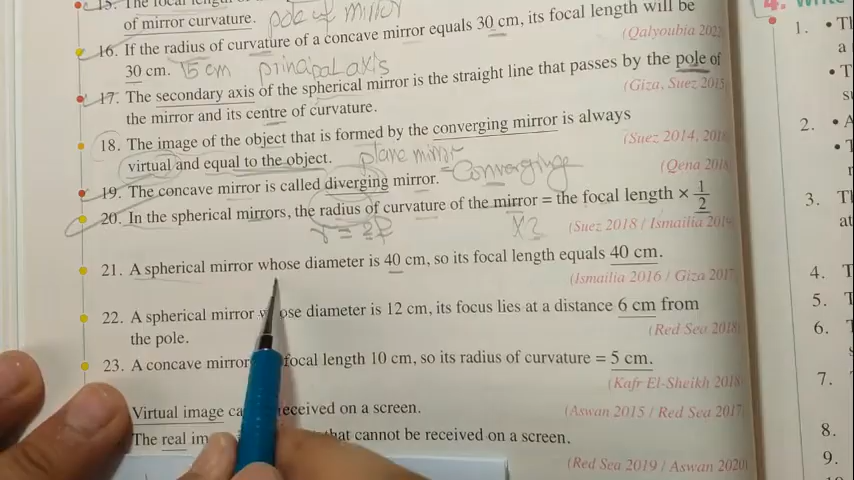 15. The focal
of mirror curvature. pole of mirror
16. If the radius of curvature of a concave mirror equals 30 cm, its focal length will be
30 cm. 15 cm principal axis
(Qalyoubia 2022
17. The secondary axis of the spherical mirror is the straight line that passes by the pole of
the mirror and its centre of curvature.
(Giza, Suez 2015
18. The image of the object that is formed by the converging mirror is always
virtual and equal to the object. plane mirror
(Suez 2014,
19. The concave mirror is called diverging mirror. Converging
(Qena 2018
20. In the spherical mirrors, the radius of curvature of the mirror = the focal length × 1/2
r = 2F X2
(Suez 2018 / Ismailia
21. A spherical mirror whose diameter is 40 cm, so its focal length equals 40 cm.
(Ismailia 2016 / Giza 2017
22. A spherical mirror diameter is 12 cm, its focus lies at a distance 6 cm from
the pole.
(Red Sea 2018
23. A concave mirror focal length 10 cm, so its radius of curvature = 5 cm.
(Kafr El-Sheikh 2018
Virtual image received on a screen.
(Aswan 2015 / Red Sea 2017
The real that cannot be received on a screen.
(Red Sea 2019 / Aswan 2020
4. Write
1. • T
a
• T
2. • A
• T
3.
at
4. T
5. T
6. T
7.
8.
9.